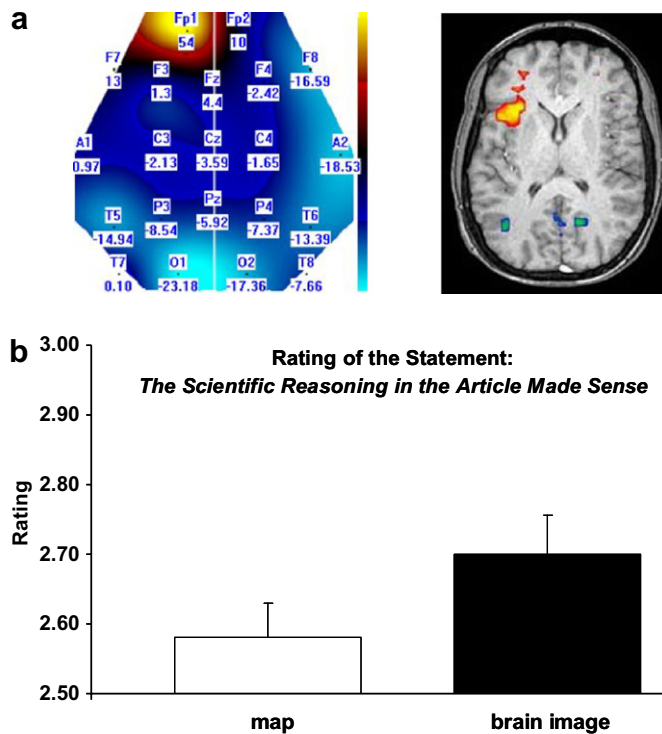 a
Fp1 Fp2
54 10
F7 F8
13 -16.59
F3 Fz F4
1.3 4.4 -2.42
A1 C3 Cz C4 A2
0.97 -2.13 -3.59 -1.65 -18.53
T5 P3 Pz P4 T6
-14.94 -8.54 -5.92 -7.37 -13.39
T7 O1 O2 T8
0.10 -23.18 -17.36 -7.66
b
Rating of the Statement:
The Scientific Reasoning in the Article Made Sense
Rating
3.00
2.90
2.80
2.70
2.60
2.50
map brain image